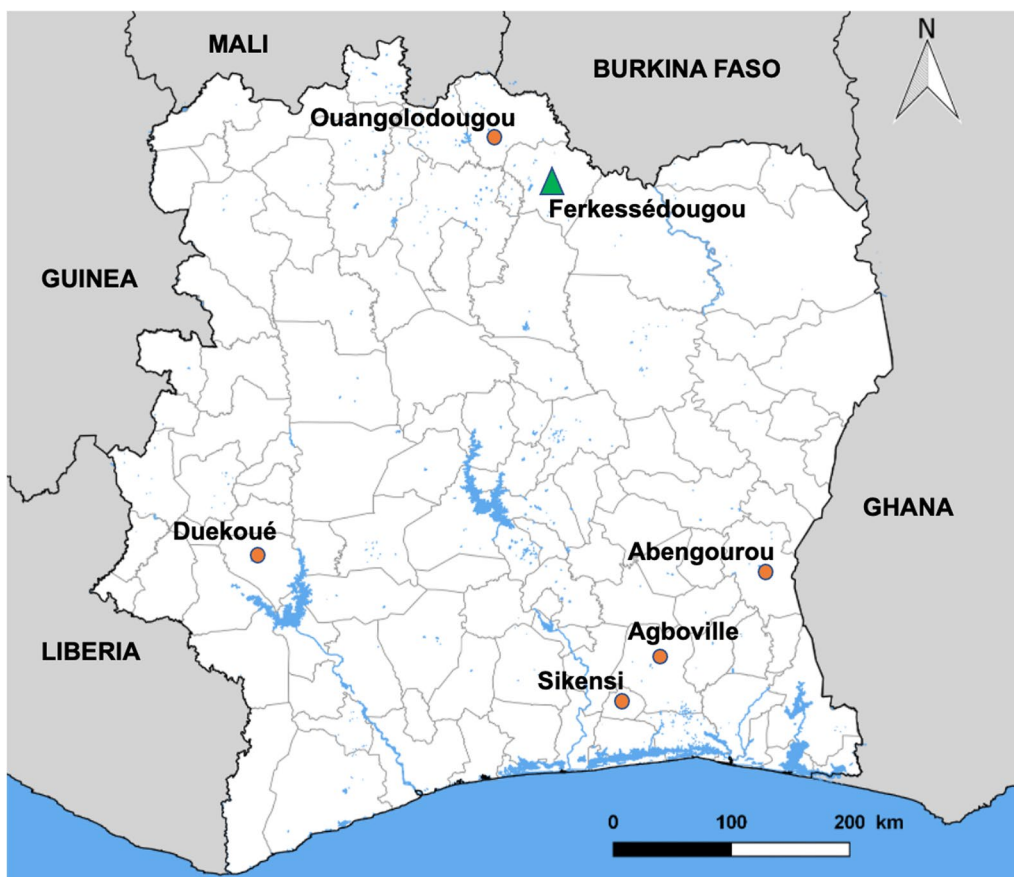 N
MALI
BURKINA FASO
Ouangolodougou
Ferkessédougou
GUINEA
GHANA
Duekoué
Abengourou
LIBERIA
Agboville
Sikensi
0 100 200 km